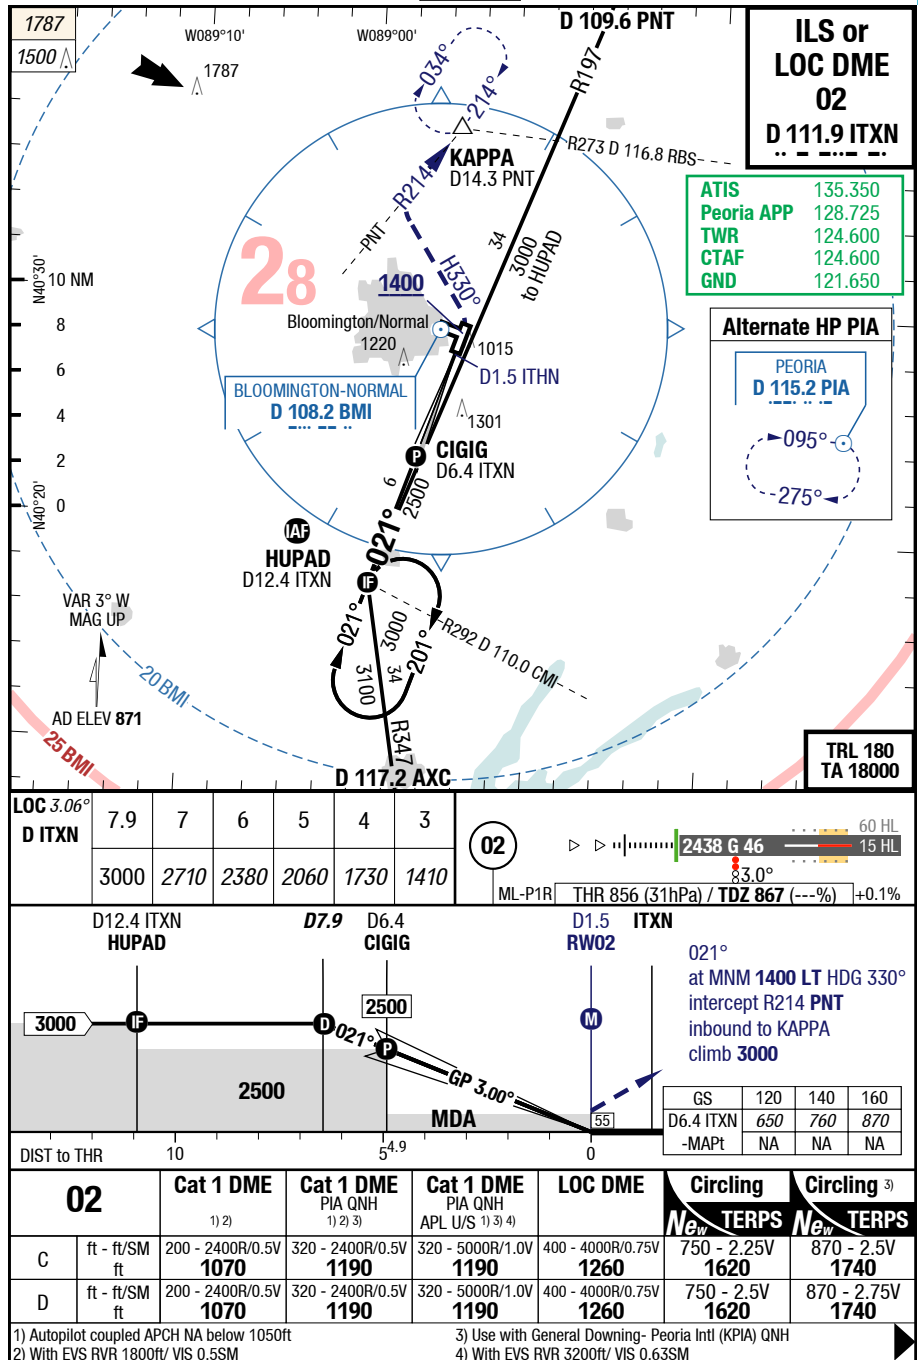 1787
1500
W089°10'
W089°00'
D 109.6 PNT
ILS or
LOC DME
02
D 111.9 ITXN
1787
034°
214°
R197
KAPPA
D14.3 PNT
R273 D 116.8 RBS
ATIS 135.350
Peoria APP 128.725
TWR 124.600
CTAF 124.600
GND 121.650
R214
PNT
34
3000
to HUPAD
28
H330°
1400
N40°30'
10 NM
8
6
4
2
0
N40°20'
Bloomington/Normal
1220
1015
D1.5 ITHN
1301
BLOOMINGTON-NORMAL
D 108.2 BMI
Alternate HP PIA
PEORIA
D 115.2 PIA
095°
275°
P
CIGIG
D6.4 ITXN
6
2500
021°
IAF
HUPAD
D12.4 ITXN
IF
021°
3000
201°
3100
34
R347
R292 D 110.0 CMI
VAR 3° W
MAG UP
AD ELEV 871
20 BMI
25 BMI
D 117.2 AXC
TRL 180
TA 18000
LOC 3.06°
D ITXN
7.9 7 6 5 4 3
3000 2710 2380 2060 1730 1410
02
2438 G 46
60 HL
15 HL
3.0°
ML-P1R
THR 856 (31hPa) / TDZ 867 (---%)
+0.1%
D12.4 ITXN
HUPAD
D7.9
D6.4
CIGIG
D1.5
RW02
ITXN
021°
at MNM 1400 LT HDG 330°
intercept R214 PNT
inbound to KAPPA
climb 3000
3000
IF
D
021°
2500
P
GP 3.00°
M
2500
MDA
55
GS 120 140 160
D6.4 ITXN 650 760 870
-MAPt NA NA NA
DIST to THR
10
5
4.9
0
02
Cat 1 DME
1) 2)
Cat 1 DME
PIA QNH
1) 2) 3)
Cat 1 DME
PIA QNH
APL U/S 1) 3) 4)
LOC DME
Circling
New TERPS
Circling 3)
New TERPS
C
ft - ft/SM
ft
200 - 2400R/0.5V
1070
320 - 2400R/0.5V
1190
320 - 5000R/1.0V
1190
400 - 4000R/0.75V
1260
750 - 2.25V
1620
870 - 2.5V
1740
D
ft - ft/SM
ft
200 - 2400R/0.5V
1070
320 - 2400R/0.5V
1190
320 - 5000R/1.0V
1190
400 - 4000R/0.75V
1260
750 - 2.5V
1620
870 - 2.75V
1740
1) Autopilot coupled APCH NA below 1050ft
2) With EVS RVR 1800ft/ VIS 0.5SM
3) Use with General Downing- Peoria Intl (KPIA) QNH
4) With EVS RVR 3200ft/ VIS 0.63SM